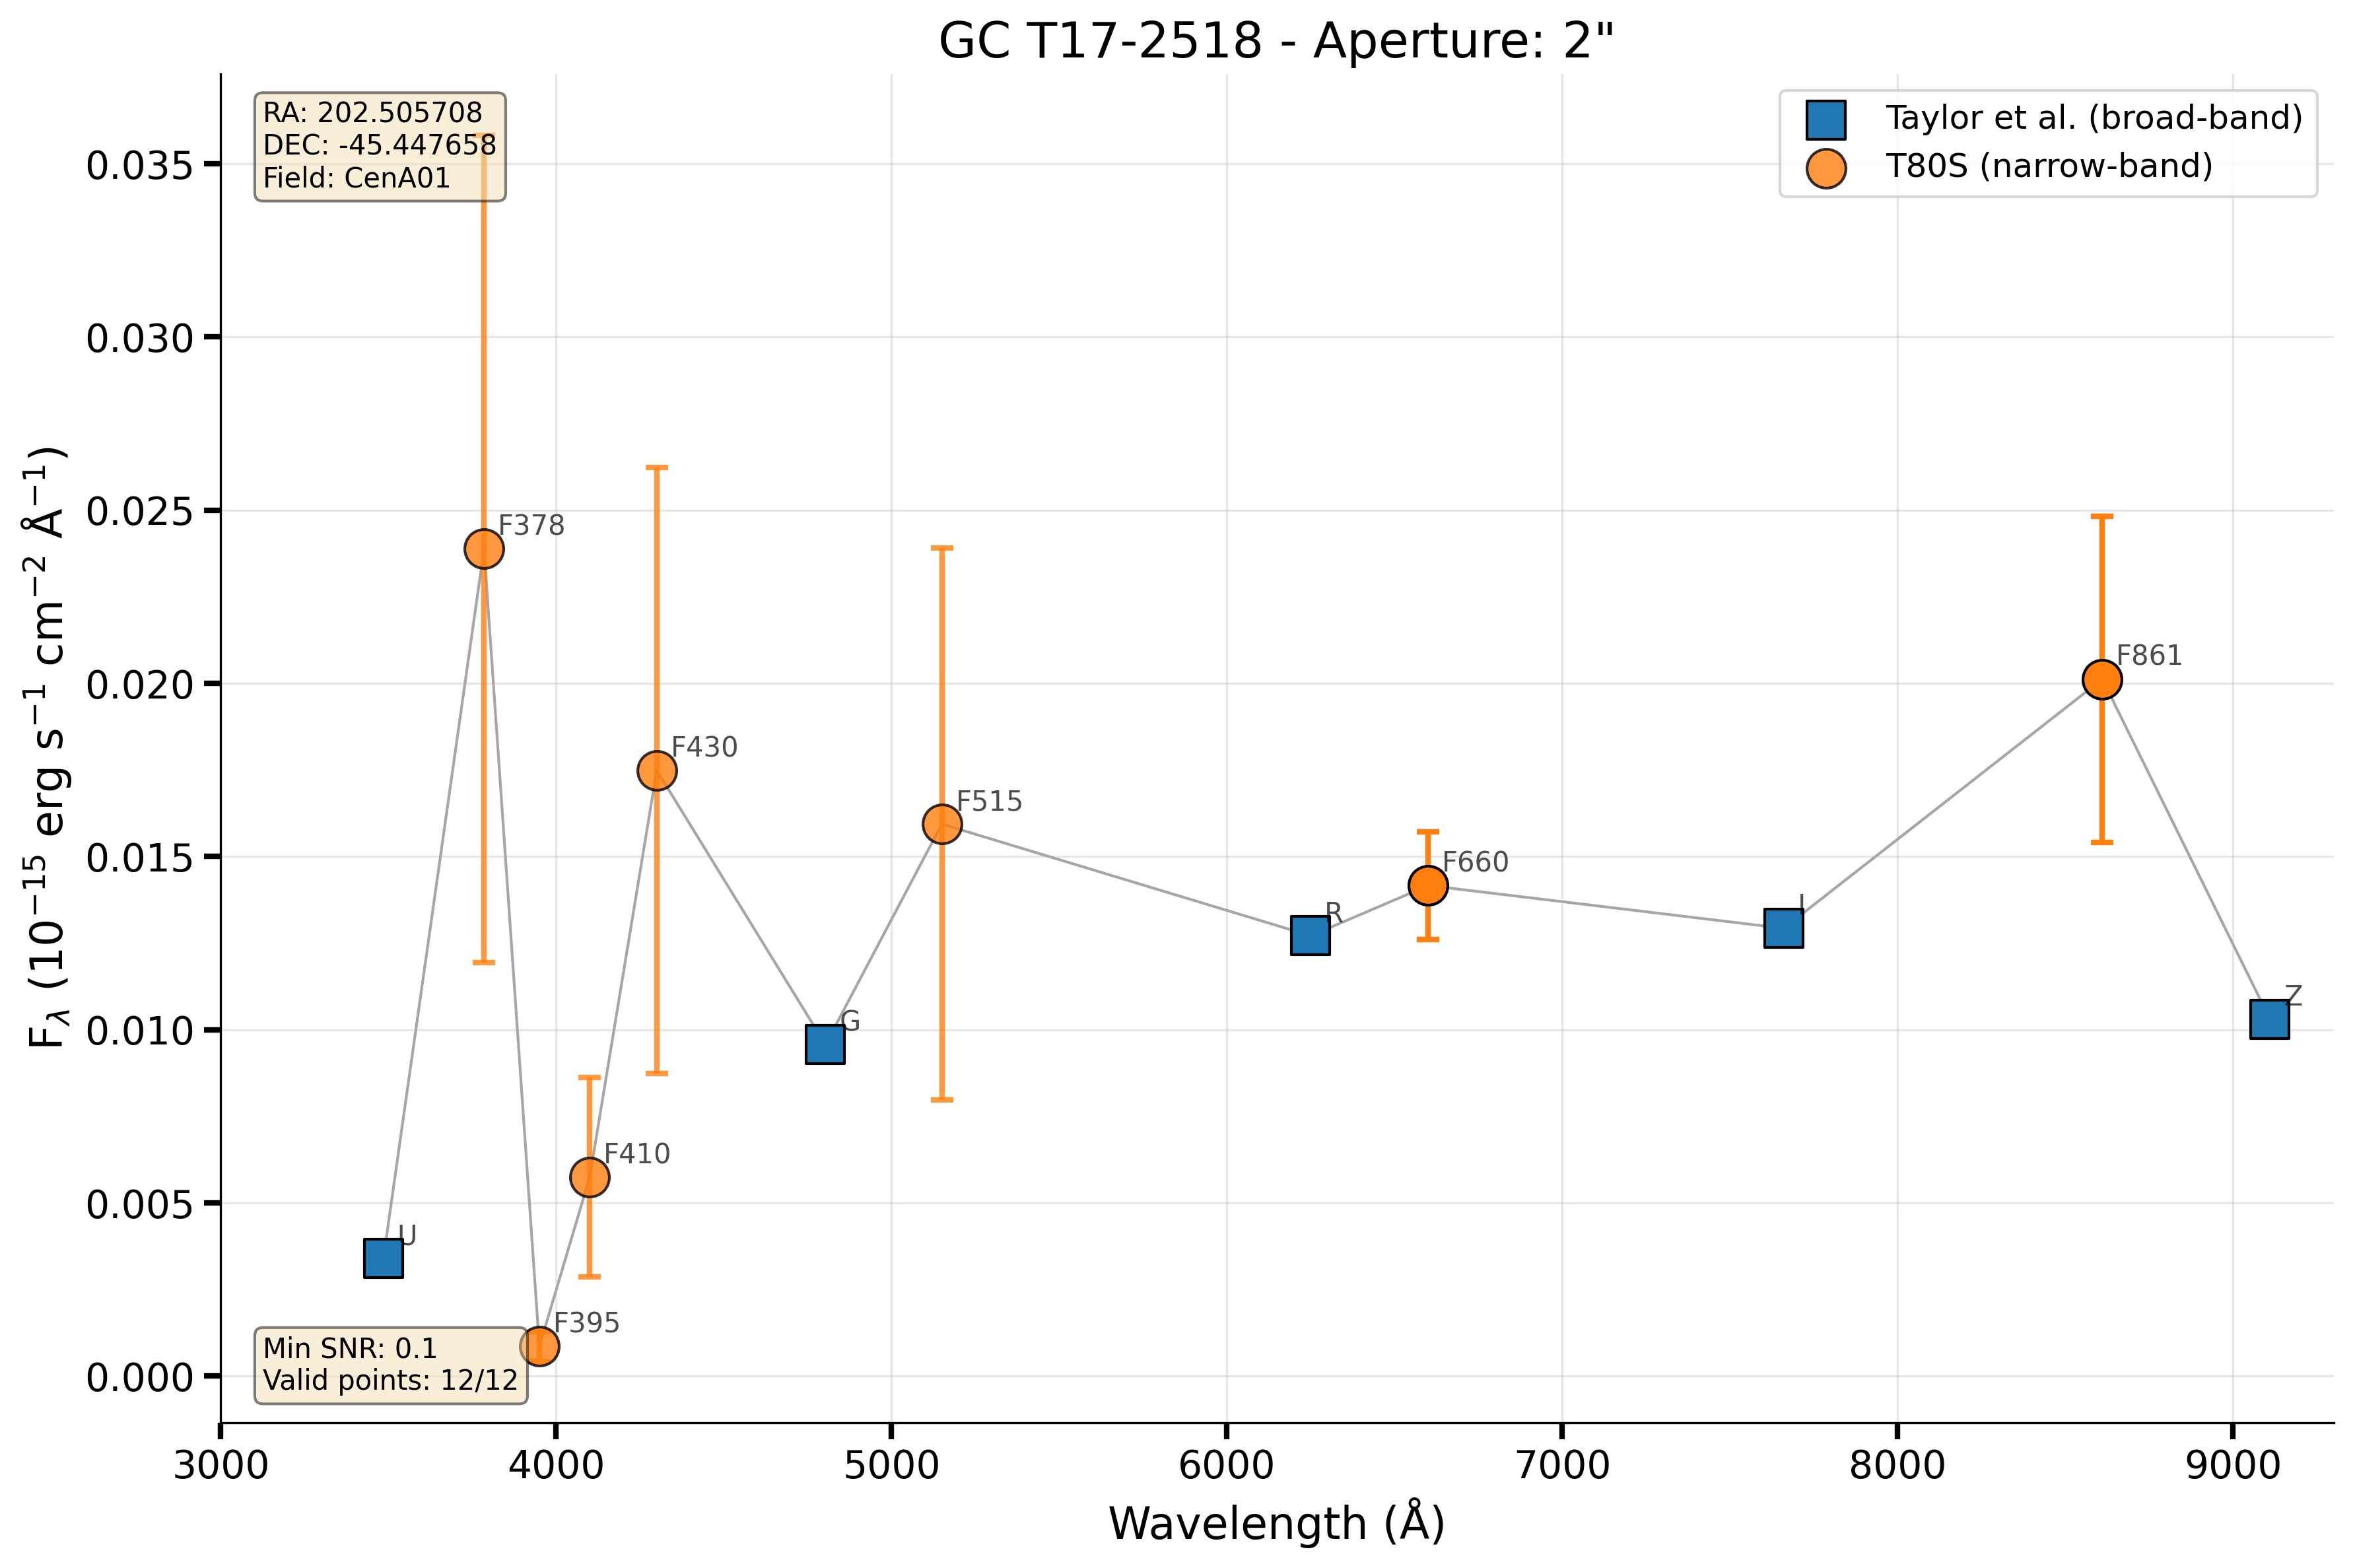 GC T17-2518 - Aperture: 2"
RA: 202.505708
DEC: -45.447658
Field: CenA01
Taylor et al. (broad-band)
T80S (narrow-band)
0.035
0.030
0.025
0.020
0.015
0.010
0.005
0.000
F_λ (10⁻¹⁵ erg s⁻¹ cm⁻² Å⁻¹)
F378
F430
F515
F861
F660
R
I
G
Z
F410
U
F395
Min SNR: 0.1
Valid points: 12/12
3000 4000 5000 6000 7000 8000 9000
Wavelength (Å)